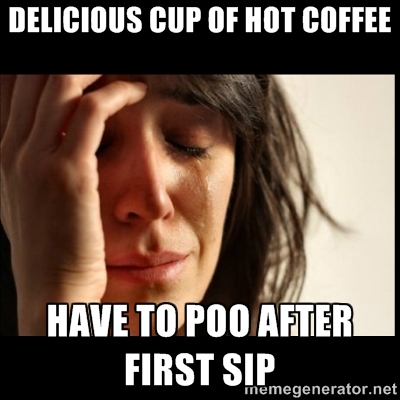 DELICIOUS CUP OF HOT COFFEE
HAVE TO POO AFTER
FIRST SIP
memegenerator.net